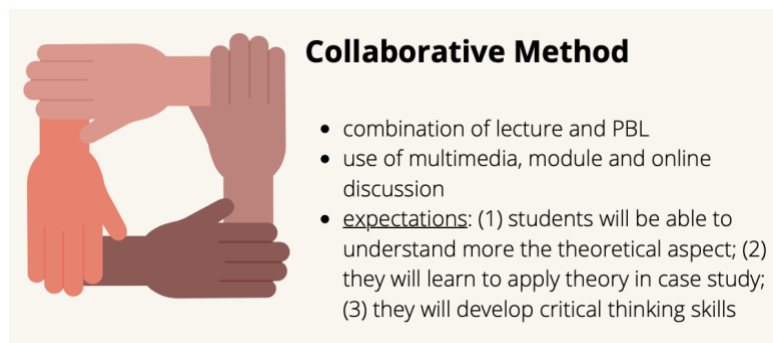 Collaborative Method
• combination of lecture and PBL
• use of multimedia, module and online
discussion
• expectations: (1) students will be able to
understand more the theoretical aspect; (2)
they will learn to apply theory in case study;
(3) they will develop critical thinking skills